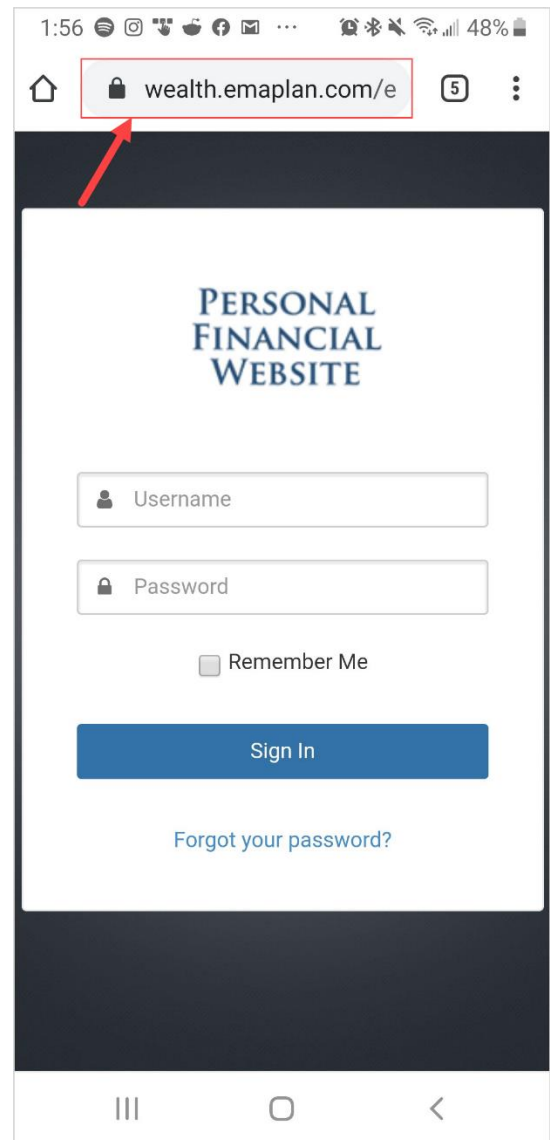 1:56 48%
wealth.emaplan.com/e 5
PERSONAL
FINANCIAL
WEBSITE
Username
Password
Remember Me
Sign In
Forgot your password?